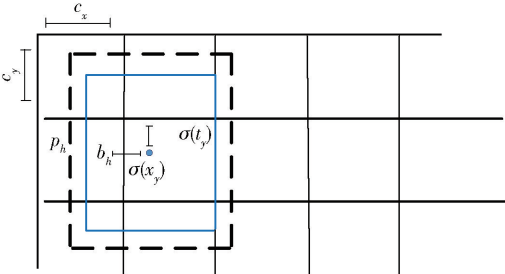 c_x
c_y
σ(t_y)
p_h
b_h
σ(x_y)